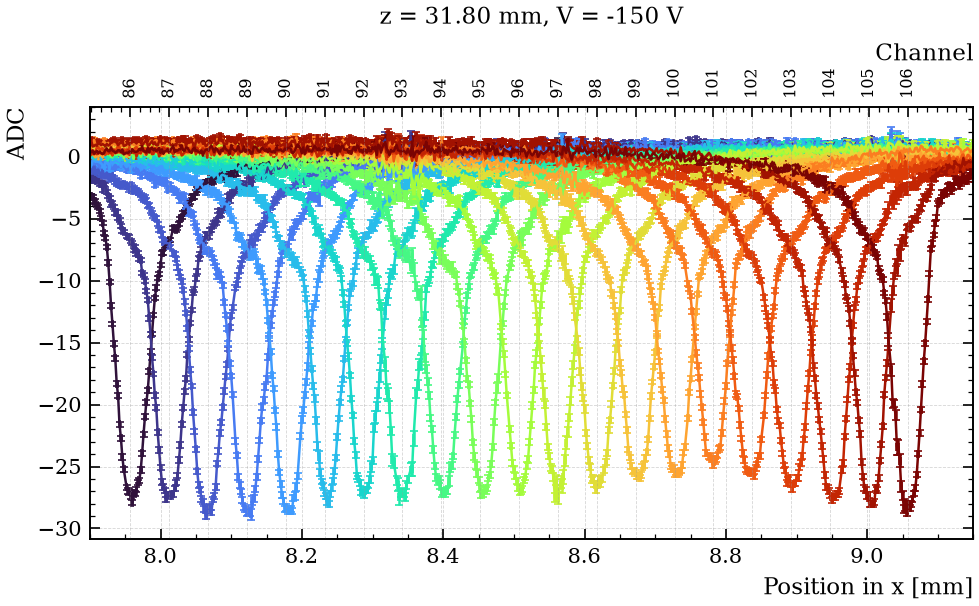 z = 31.80 mm, V = -150 V
Channel
86 87 88 89 90 91 92 93 94 95 96 97 98 99 100 101 102 103 104 105 106
ADC
0
−5
−10
−15
−20
−25
−30
8.0 8.2 8.4 8.6 8.8 9.0
Position in x [mm]